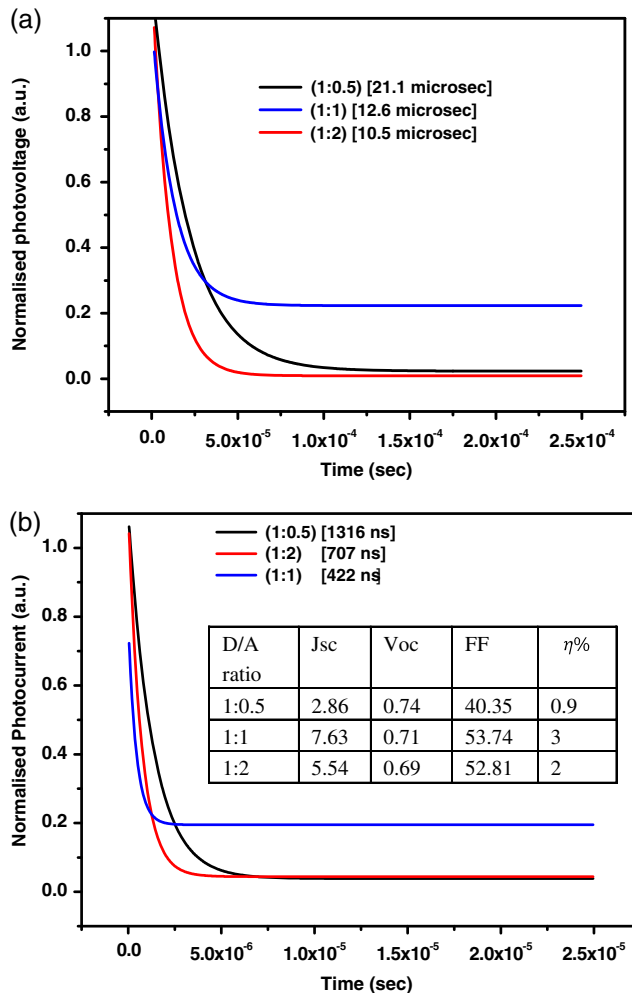 (a)
Normalised photovoltage (a.u.)
1.0
0.8
0.6
0.4
0.2
0.0
(1:0.5) [21.1 microsec]
(1:1) [12.6 microsec]
(1:2) [10.5 microsec]
0.0 5.0x10⁻⁵ 1.0x10⁻⁴ 1.5x10⁻⁴ 2.0x10⁻⁴ 2.5x10⁻⁴
Time (sec)
(b)
Normalised Photocurrent (a.u.)
1.0
0.8
0.6
0.4
0.2
0.0
(1:0.5) [1316 ns]
(1:2) [707 ns]
(1:1) [422 ns]
D/A ratio Jsc Voc FF η%
1:0.5 2.86 0.74 40.35 0.9
1:1 7.63 0.71 53.74 3
1:2 5.54 0.69 52.81 2
0.0 5.0x10⁻⁶ 1.0x10⁻⁵ 1.5x10⁻⁵ 2.0x10⁻⁵ 2.5x10⁻⁵
Time (sec)